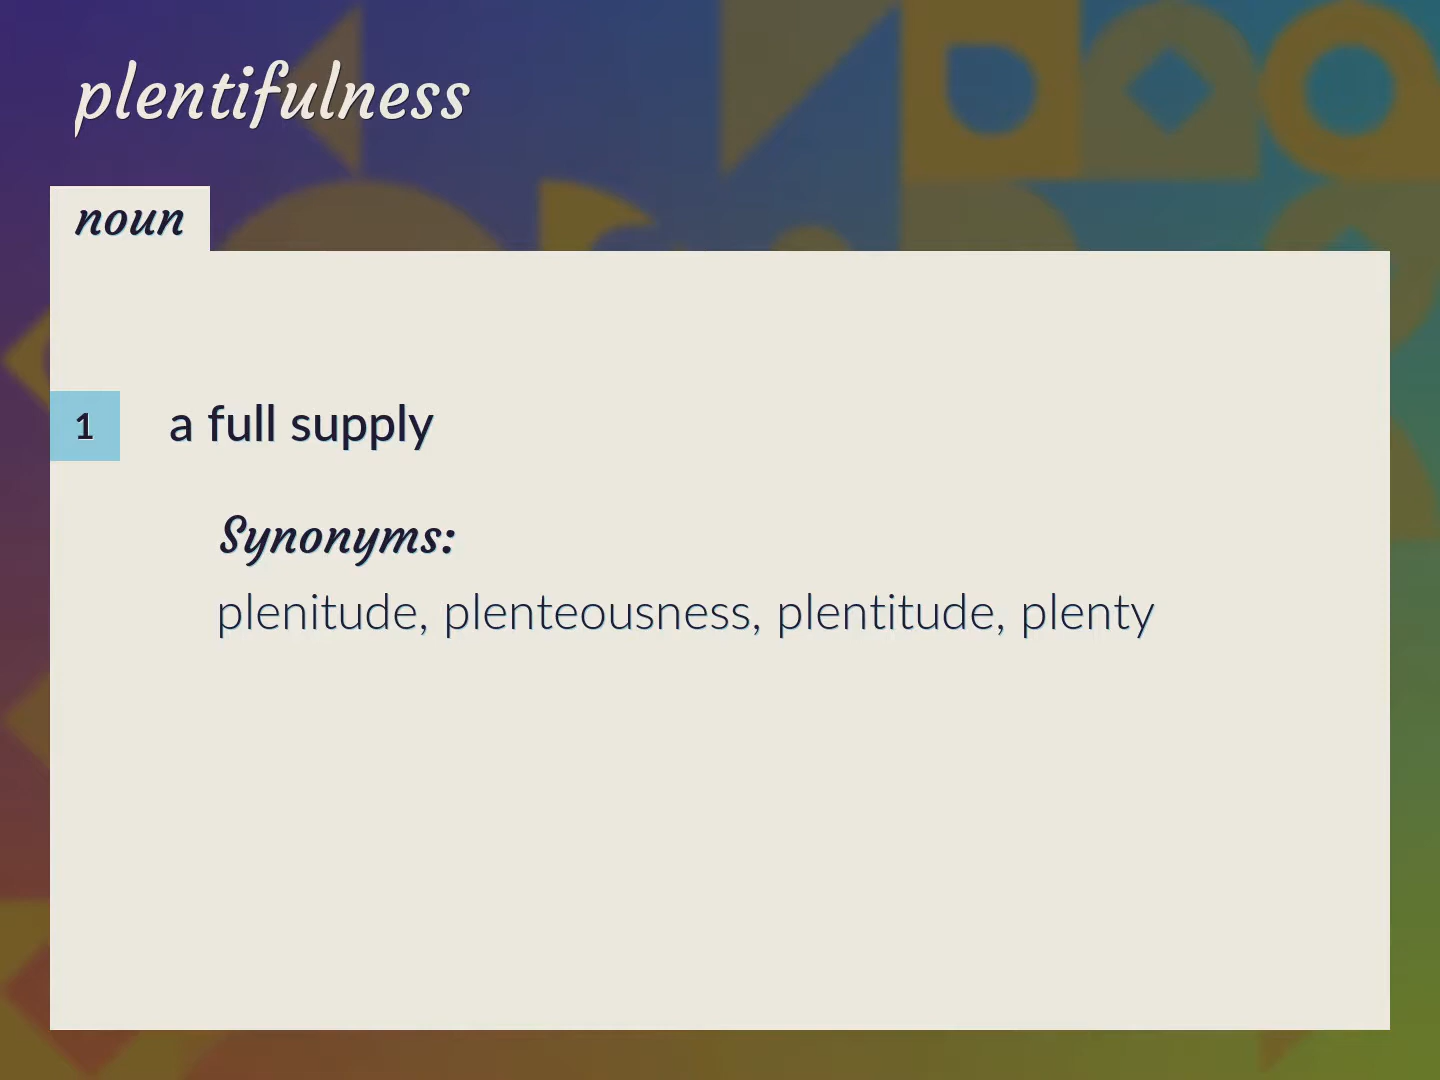 plentifulness
noun
1 a full supply
Synonyms:
plenitude, plenteousness, plentitude, plenty